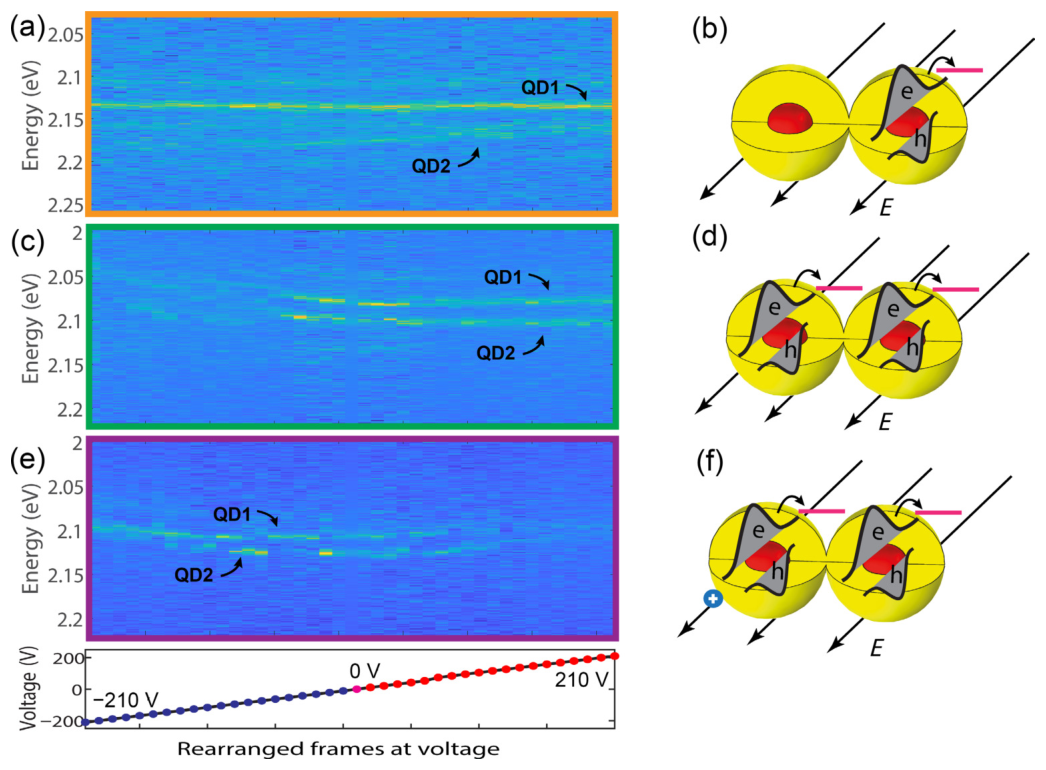 (a)
2.05
2.1
2.15
2.2
2.25
Energy (eV)
QD1
QD2
(b)
e
h
E
(c)
2
2.05
2.1
2.15
2.2
Energy (eV)
QD1
QD2
(d)
e
h
e
h
E
(e)
2
2.05
2.1
2.15
2.2
Energy (eV)
QD1
QD2
(f)
e
h
e
h
+
E
200
0
−200
Voltage (V)
−210 V
0 V
210 V
Rearranged frames at voltage